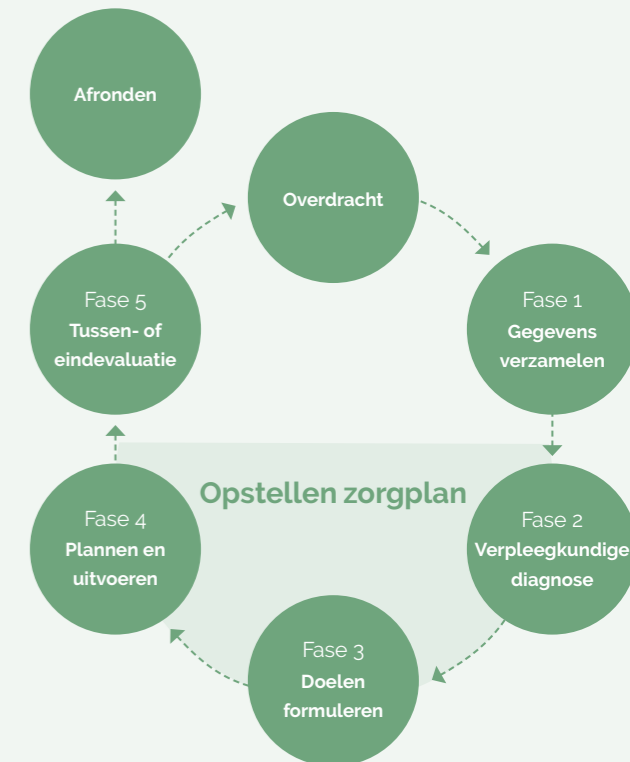 Afronden
Overdracht
Fase 1
Gegevens
verzamelen
Fase 5
Tussen- of
eindevaluatie
Opstellen zorgplan
Fase 4
Plannen en
uitvoeren
Fase 2
Verpleegkundige
diagnose
Fase 3
Doelen
formuleren